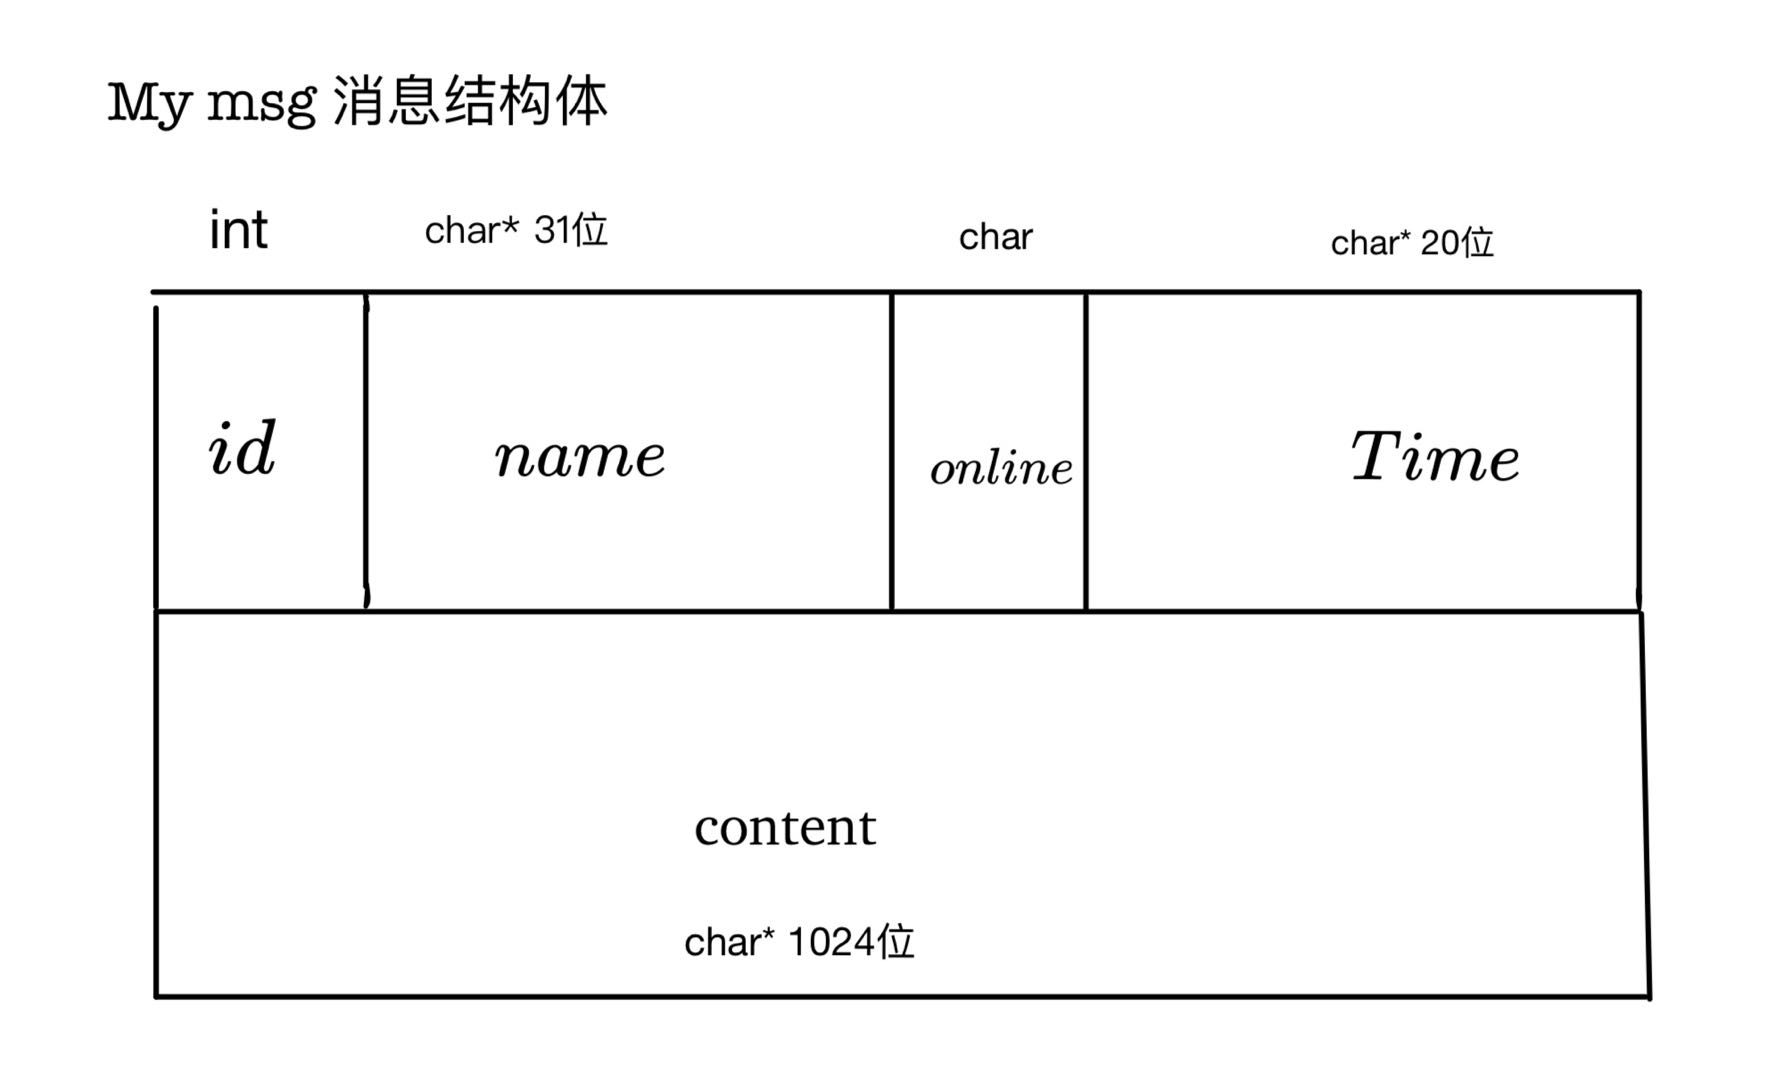 My msg 消息结构体
int char* 31位 char char* 20位
id name online Time
content
char* 1024位